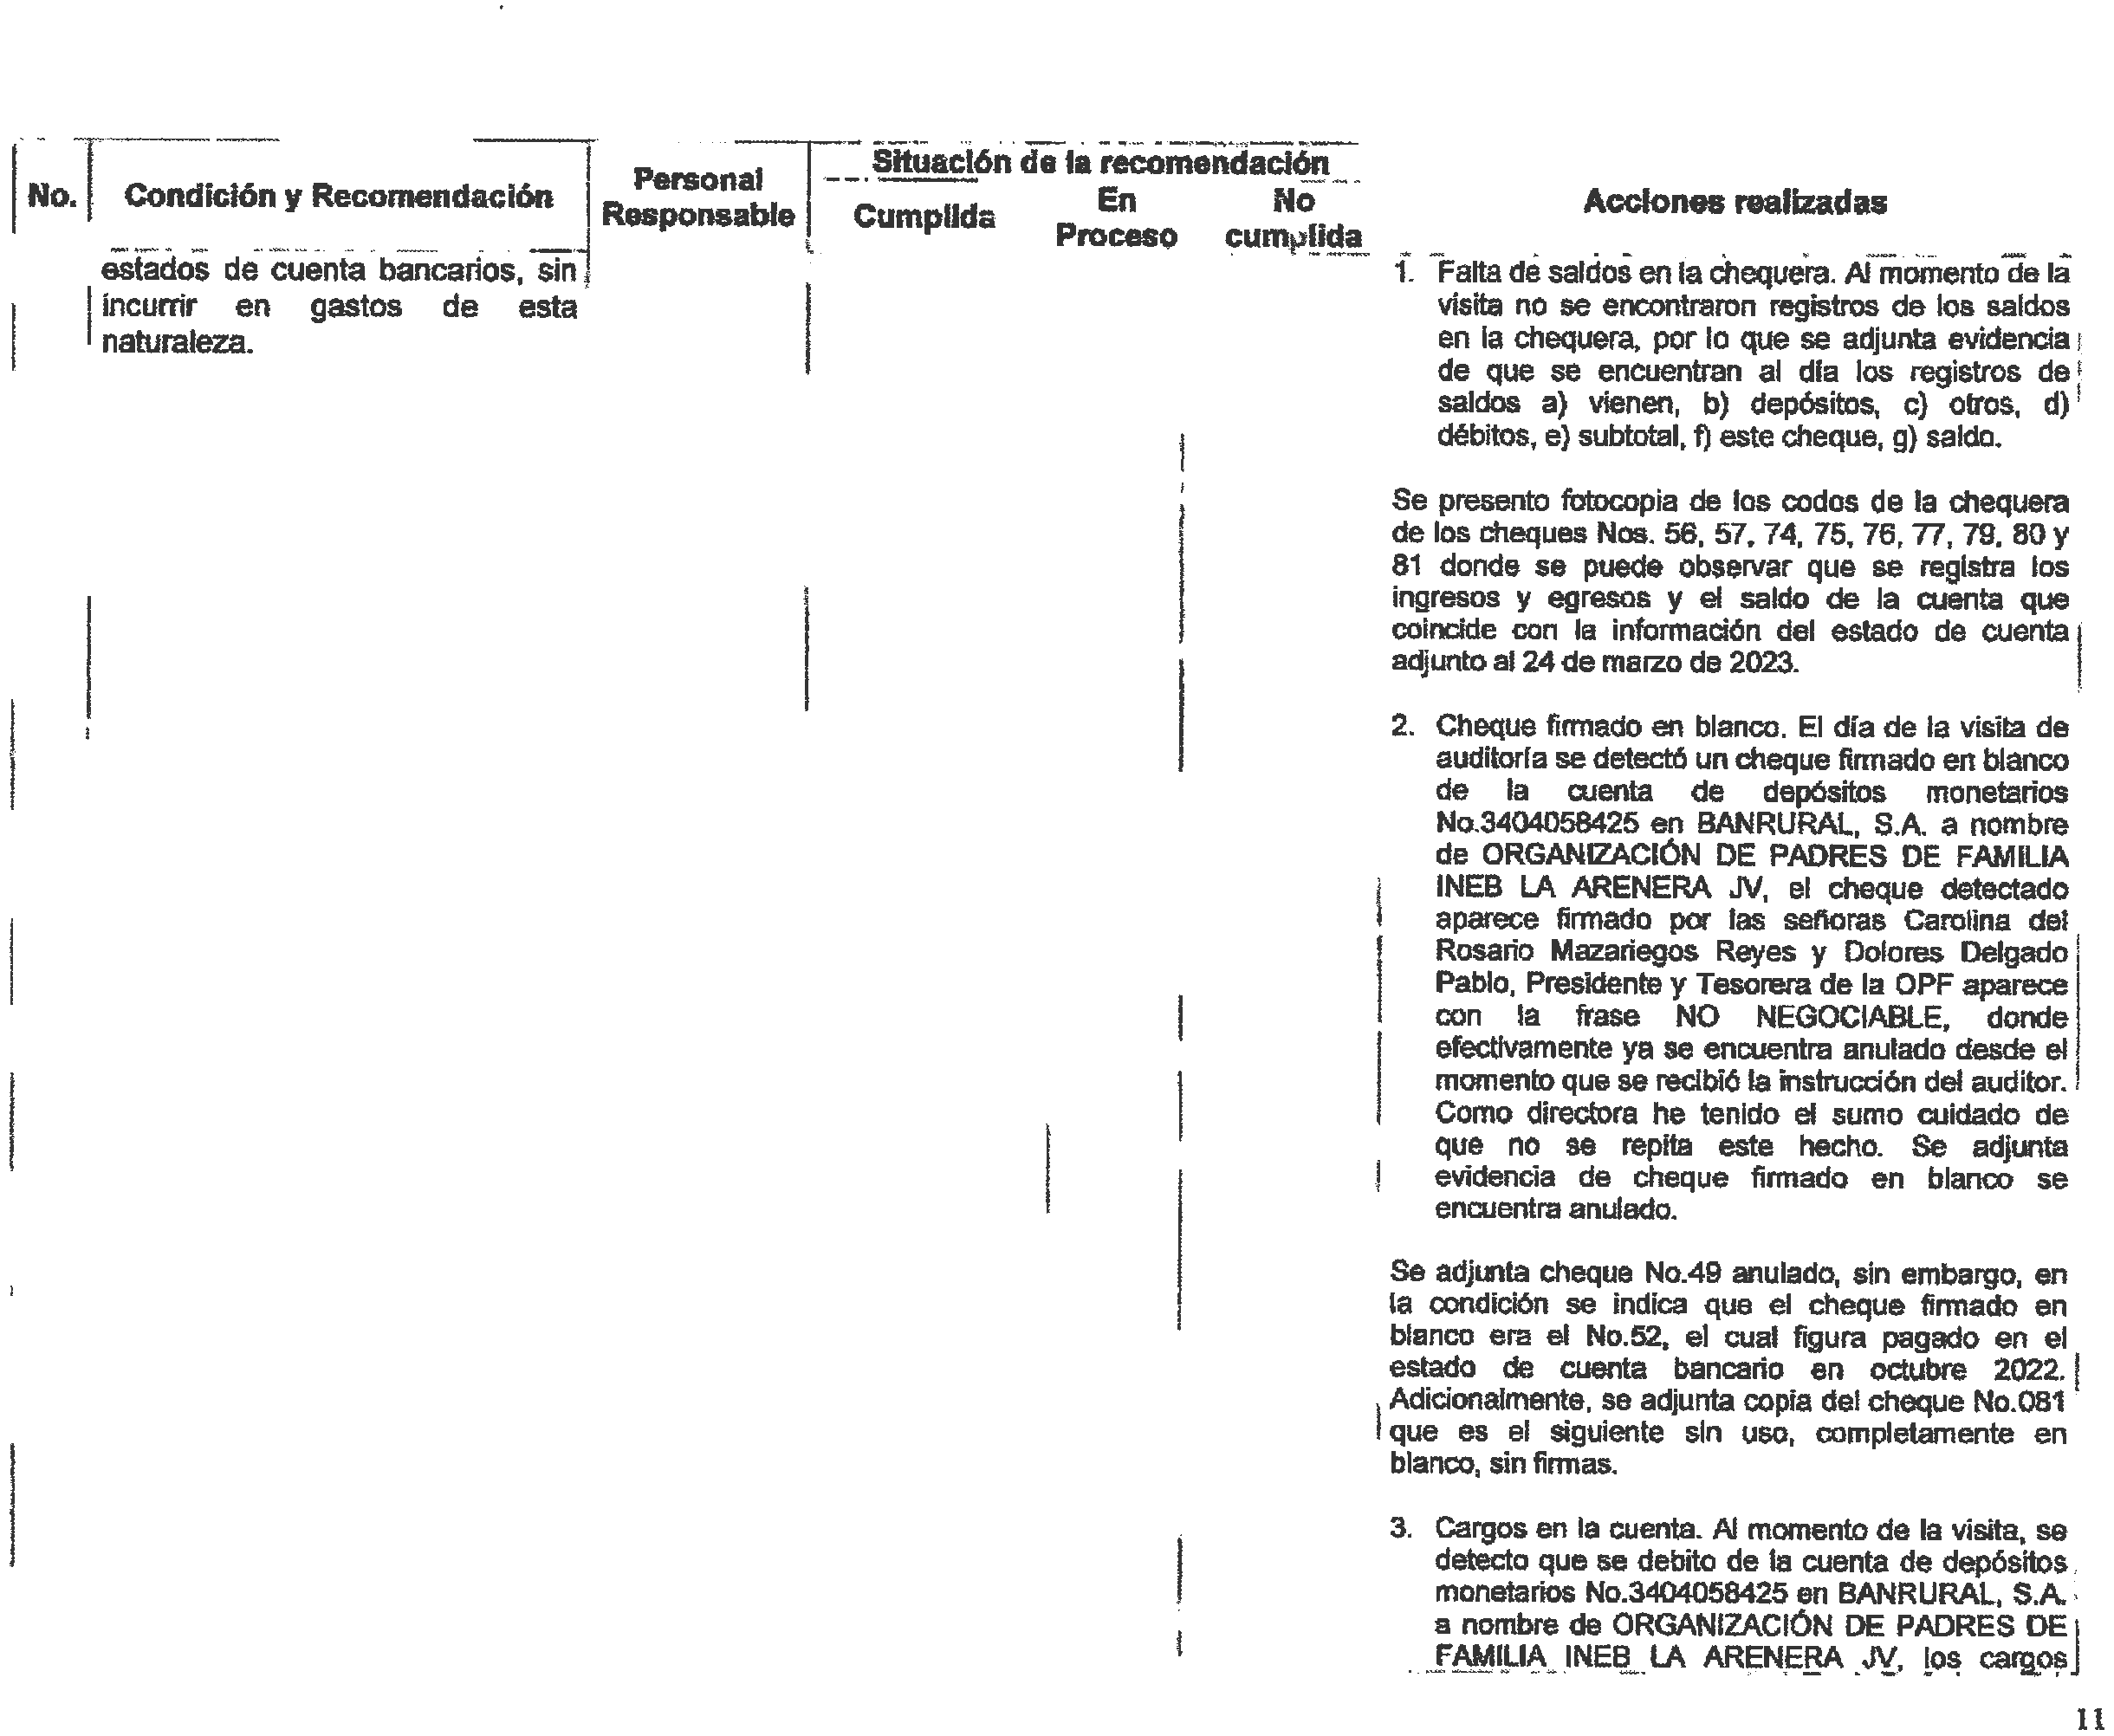 No.
Condición y Recomendación
Personal
Responsable
Situación de la recomendación
Cumplida
En
Proceso
No
cumplida
Acciones realizadas
estados de cuenta bancarios, sin
incurrir en gastos de esta
naturaleza.
1. Falta de saldos en la chequera. Al momento de la
visita no se encontraron registros de los saldos
en la chequera, por lo que se adjunta evidencia
de que se encuentran al día los registros de
saldos a) vienen, b) depósitos, c) otros, d)
débitos, e) subtotal, f) este cheque, g) saldo.
Se presento fotocopia de los codos de la chequera
de los cheques Nos. 56, 57, 74, 75, 76, 77, 79, 80 y
81 donde se puede observar que se registra los
ingresos y egresos y el saldo de la cuenta que
coincide con la información del estado de cuenta
adjunto al 24 de marzo de 2023.
2. Cheque firmado en blanco. El día de la visita de
auditoría se detectó un cheque firmado en blanco
de la cuenta de depósitos monetarios
No.3404058425 en BANRURAL, S.A. a nombre
de ORGANIZACIÓN DE PADRES DE FAMILIA
INEB LA ARENERA JV, el cheque detectado
aparece firmado por las señoras Carolina del
Rosario Mazariegos Reyes y Dolores Delgado
Pablo, Presidente y Tesorera de la OPF aparece
con la frase NO NEGOCIABLE, donde
efectivamente ya se encuentra anulado desde el
momento que se recibió la instrucción del auditor.
Como directora he tenido el sumo cuidado de
que no se repita este hecho. Se adjunta
evidencia de cheque firmado en blanco se
encuentra anulado.
Se adjunta cheque No.49 anulado, sin embargo, en
la condición se indica que el cheque firmado en
blanco era el No.52, el cual figura pagado en el
estado de cuenta bancario en octubre 2022.
Adicionalmente, se adjunta copia del cheque No.081
que es el siguiente sin uso, completamente en
blanco, sin firmas.
3. Cargos en la cuenta. Al momento de la visita, se
detecto que se debito de la cuenta de depósitos
monetarios No.3404058425 en BANRURAL, S.A.
a nombre de ORGANIZACIÓN DE PADRES DE
FAMILIA INEB LA ARENERA JV, los cargos
11